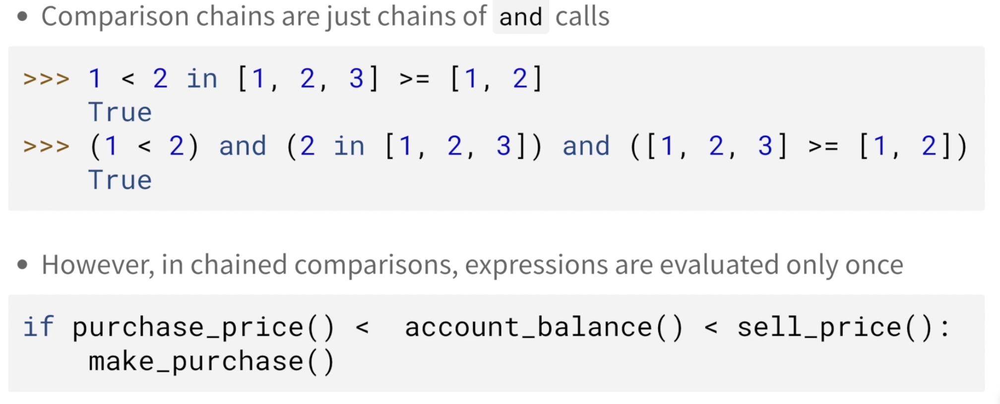 • Comparison chains are just chains of and calls
>>> 1 < 2 in [1, 2, 3] >= [1, 2]
True
>>> (1 < 2) and (2 in [1, 2, 3]) and ([1, 2, 3] >= [1, 2])
True
• However, in chained comparisons, expressions are evaluated only once
if purchase_price() <  account_balance() < sell_price():
make_purchase()